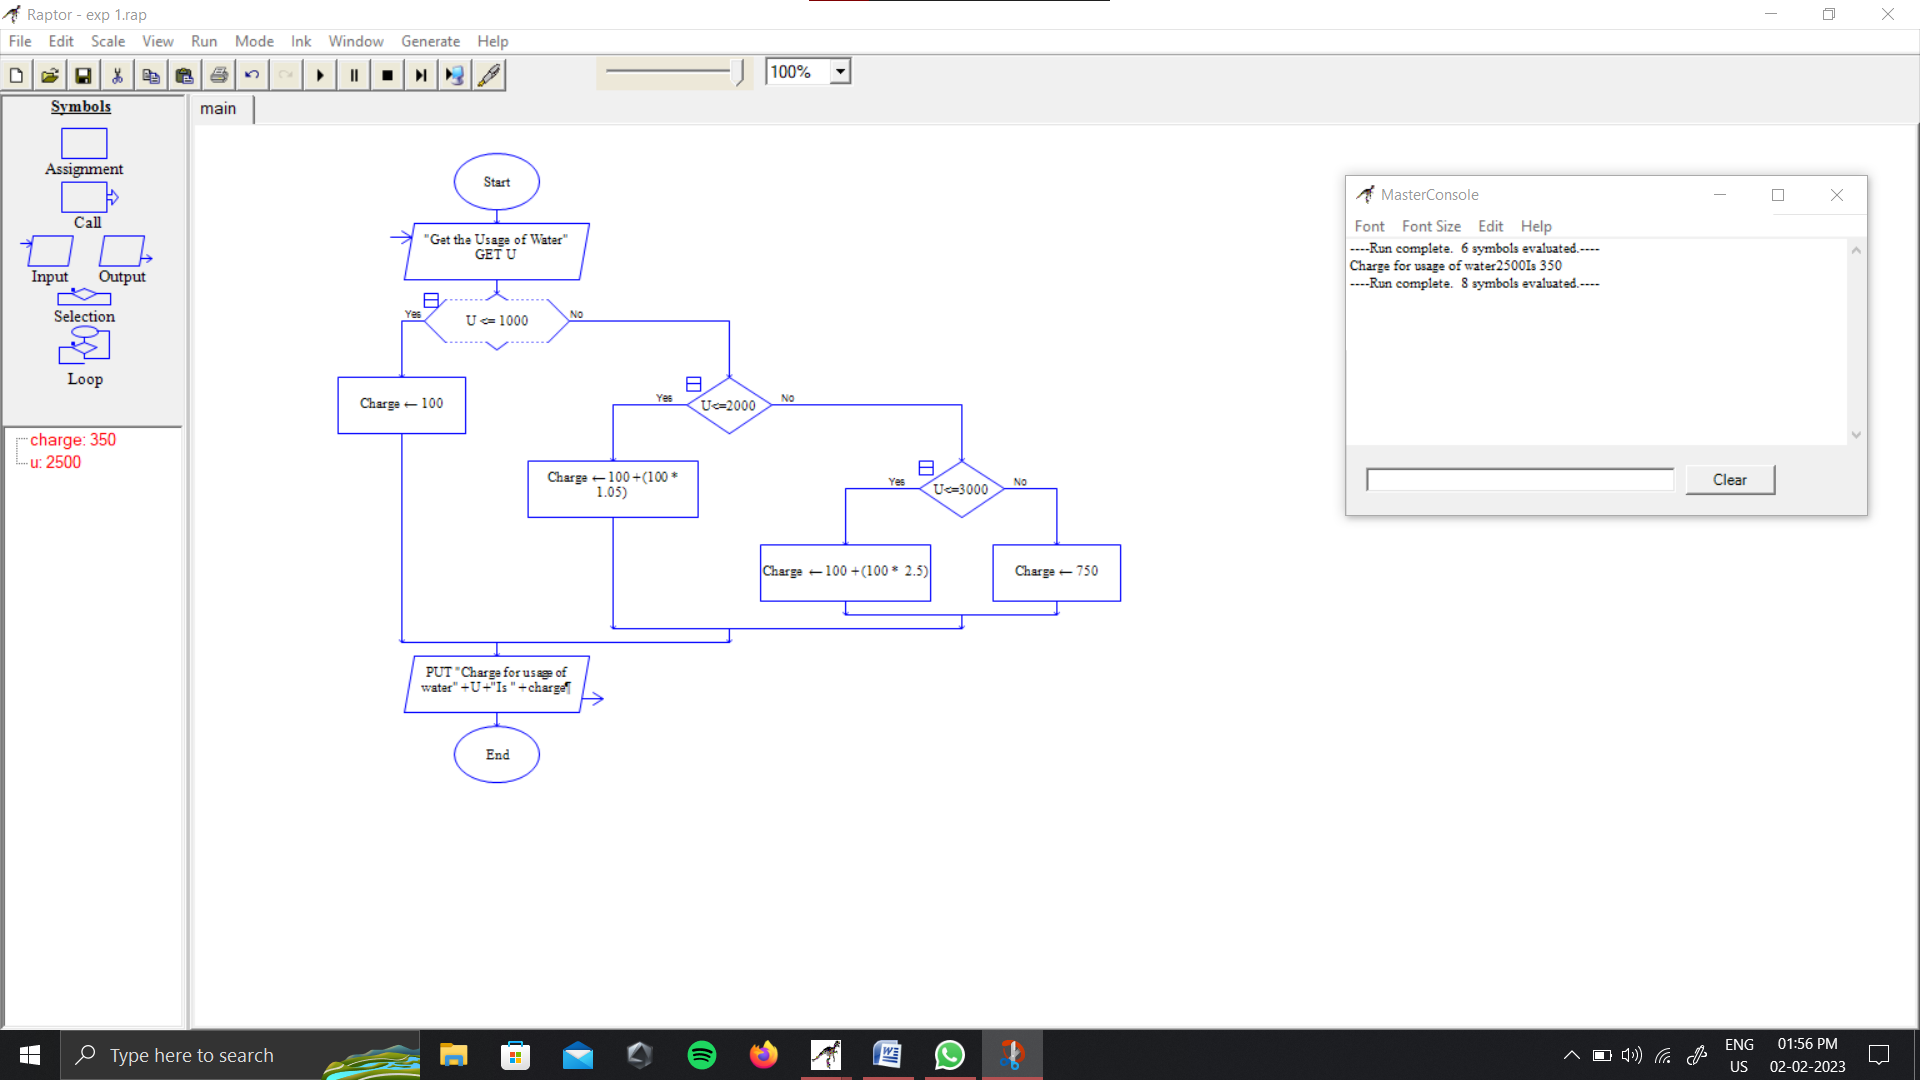 Raptor - exp 1.rap
File Edit Scale View Run Mode Ink Window Generate Help
100%
Symbols
Assignment
Call
Input Output
Selection
Loop
charge: 350
u: 2500
main
Start
"Get the Usage of Water"
GET U
Yes
U <= 1000
No
Charge ← 100
Yes
U<=2000
No
Charge ← 100 +(100 *
1.05)
Yes
U<=3000
No
Charge ← 100 +(100 * 2.5)
Charge ← 750
PUT "Charge for usage of
water" +U +"Is " +charge¶
End
MasterConsole
Font Font Size Edit Help
----Run complete. 6 symbols evaluated.----
Charge for usage of water2500Is 350
----Run complete. 8 symbols evaluated.----
Clear
Type here to search
ENG
US
01:56 PM
02-02-2023